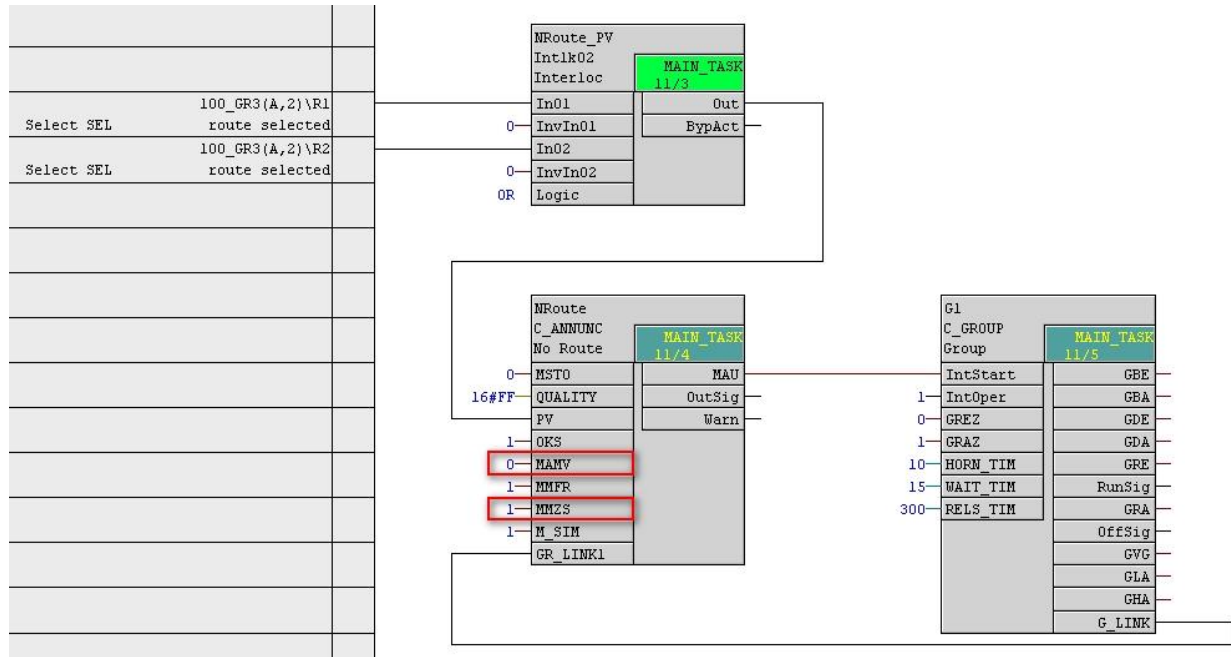 100_GR3(A,2)\R1
Select SEL route selected
100_GR3(A,2)\R2
Select SEL route selected
NRoute_PV
Intlk02
Interloc
MAIN_TASK
11/3
In01 Out
0 InvIn01 BypAct
In02
0 InvIn02
OR Logic
NRoute
C_ANNUNC
No Route
MAIN_TASK
11/4
0 MST0 MAU
16#FF QUALITY OutSig
PV Warn
1 OKS
0 MAMV
1 MMFR
1 MMZS
1 M_SIM
GR_LINK1
G1
C_GROUP
Group
MAIN_TASK
11/5
IntStart GBE
1 IntOper GBA
0 GREZ GDE
1 GRAZ GDA
10 HORN_TIM GRE
15 WAIT_TIM RunSig
300 RELS_TIM GRA
OffSig
GVG
GLA
GHA
G_LINK